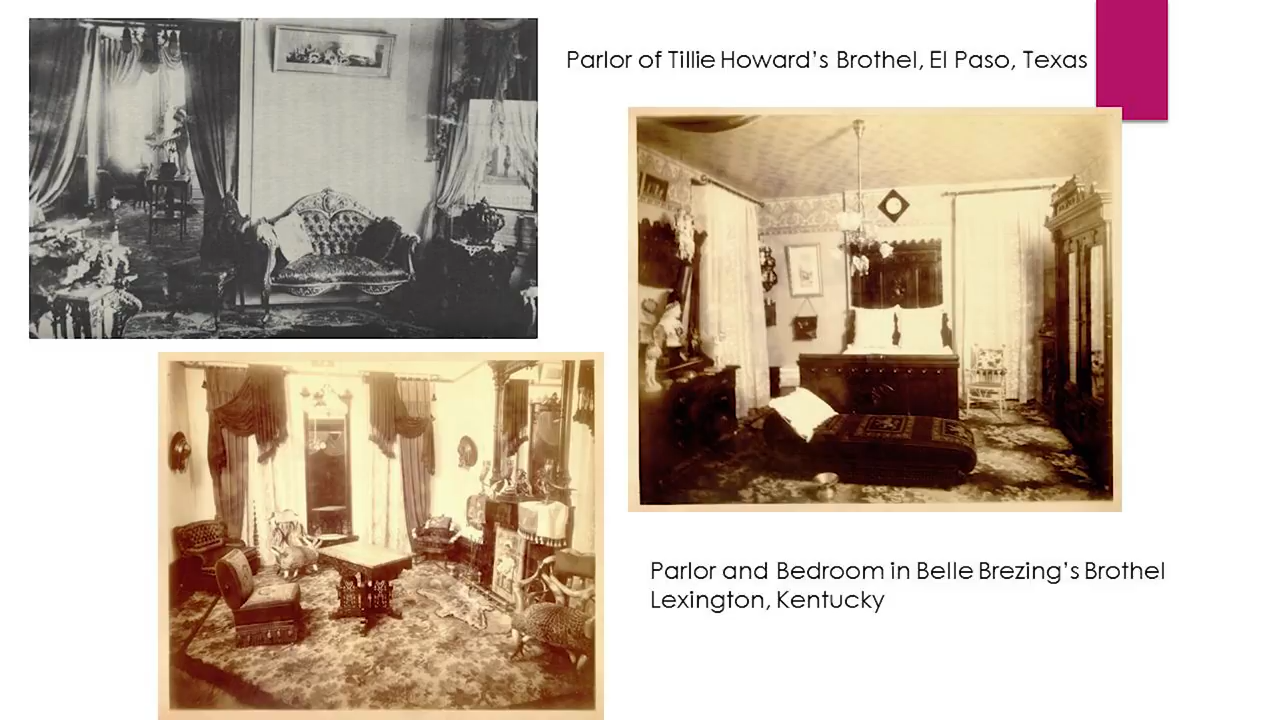 Parlor of Tillie Howard’s Brothel, El Paso, Texas
Parlor and Bedroom in Belle Brezing’s Brothel
Lexington, Kentucky